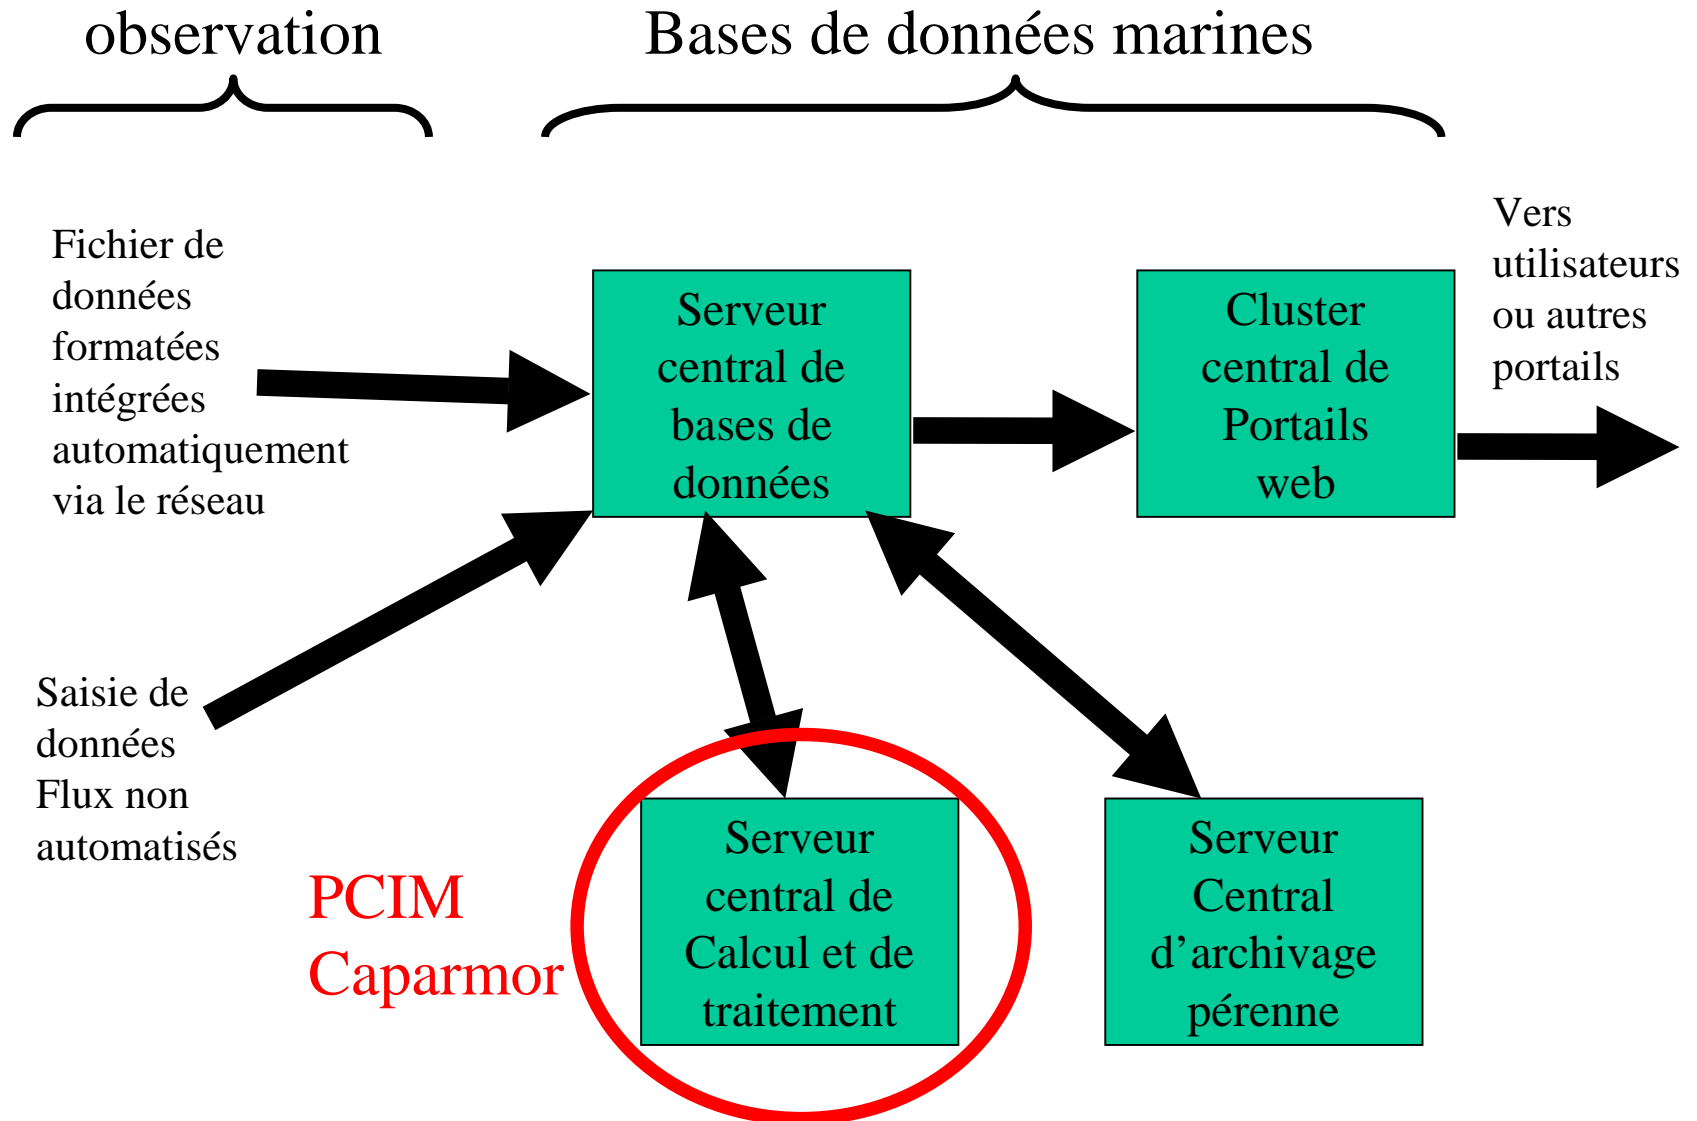 observation
Bases de données marines
Fichier de
données
formatées
intégrées
automatiquement
via le réseau
Serveur
central de
bases de
données
Cluster
central de
Portails
web
Vers
utilisateurs
ou autres
portails
Saisie de
données
Flux non
automatisés
PCIM
Caparmor
Serveur
central de
Calcul et de
traitement
Serveur
Central
d’archivage
pérenne